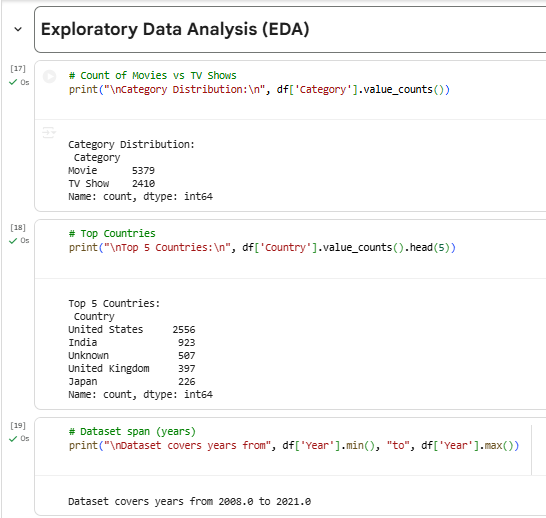 Exploratory Data Analysis (EDA)
[17]
0s
# Count of Movies vs TV Shows
print("\nCategory Distribution:\n", df['Category'].value_counts())
Category Distribution:
Category
Movie 5379
TV Show 2410
Name: count, dtype: int64
[18]
0s
# Top Countries
print("\nTop 5 Countries:\n", df['Country'].value_counts().head(5))
Top 5 Countries:
Country
United States 2556
India 923
Unknown 507
United Kingdom 397
Japan 226
Name: count, dtype: int64
[19]
0s
# Dataset span (years)
print("\nDataset covers years from", df['Year'].min(), "to", df['Year'].max())
Dataset covers years from 2008.0 to 2021.0